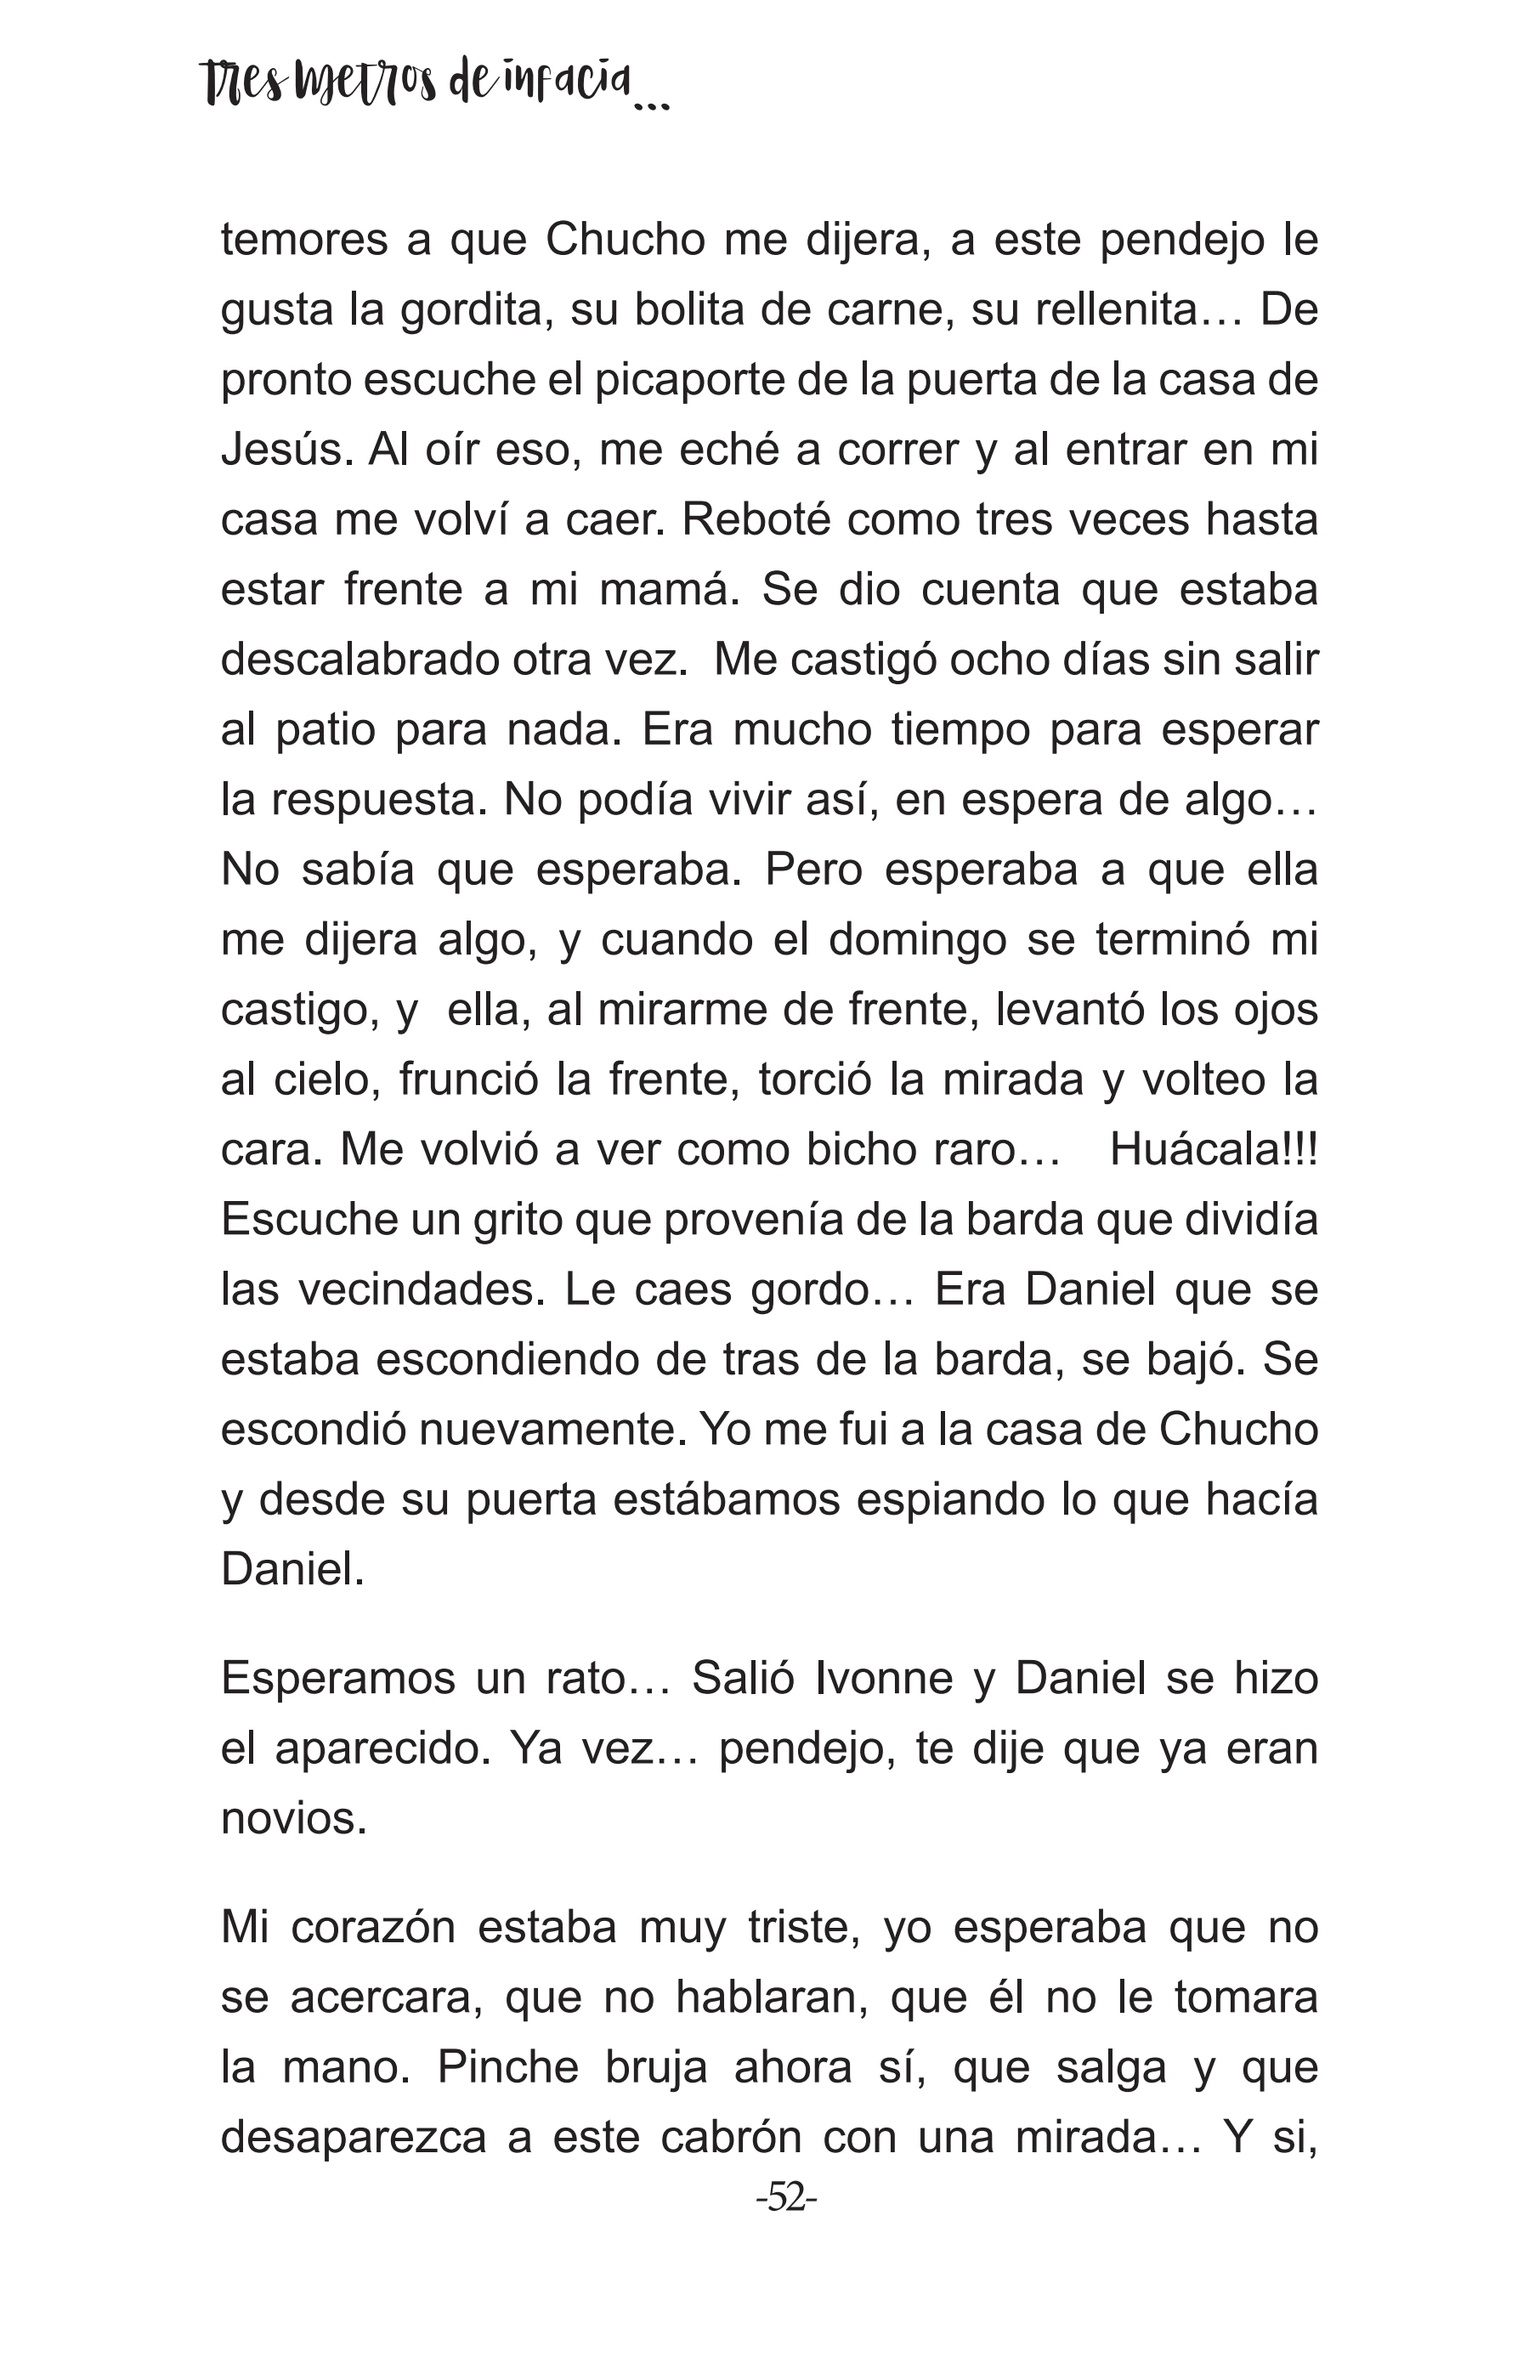 Tres metros de infacia...
temores a que Chucho me dijera, a este pendejo le
gusta la gordita, su bolita de carne, su rellenita… De
pronto escuche el picaporte de la puerta de la casa de
Jesús. Al oír eso, me eché a correr y al entrar en mi
casa me volví a caer. Reboté como tres veces hasta
estar frente a mi mamá. Se dio cuenta que estaba
descalabrado otra vez.  Me castigó ocho días sin salir
al patio para nada. Era mucho tiempo para esperar
la respuesta. No podía vivir así, en espera de algo…
No sabía que esperaba. Pero esperaba a que ella
me dijera algo, y cuando el domingo se terminó mi
castigo, y  ella, al mirarme de frente, levantó los ojos
al cielo, frunció la frente, torció la mirada y volteo la
cara. Me volvió a ver como bicho raro…   Huácala!!!
Escuche un grito que provenía de la barda que dividía
las vecindades. Le caes gordo… Era Daniel que se
estaba escondiendo de tras de la barda, se bajó. Se
escondió nuevamente. Yo me fui a la casa de Chucho
y desde su puerta estábamos espiando lo que hacía
Daniel.
Esperamos un rato… Salió Ivonne y Daniel se hizo
el aparecido. Ya vez… pendejo, te dije que ya eran
novios.
Mi corazón estaba muy triste, yo esperaba que no
se acercara, que no hablaran, que él no le tomara
la mano. Pinche bruja ahora sí, que salga y que
desaparezca a este cabrón con una mirada… Y si,
-52-